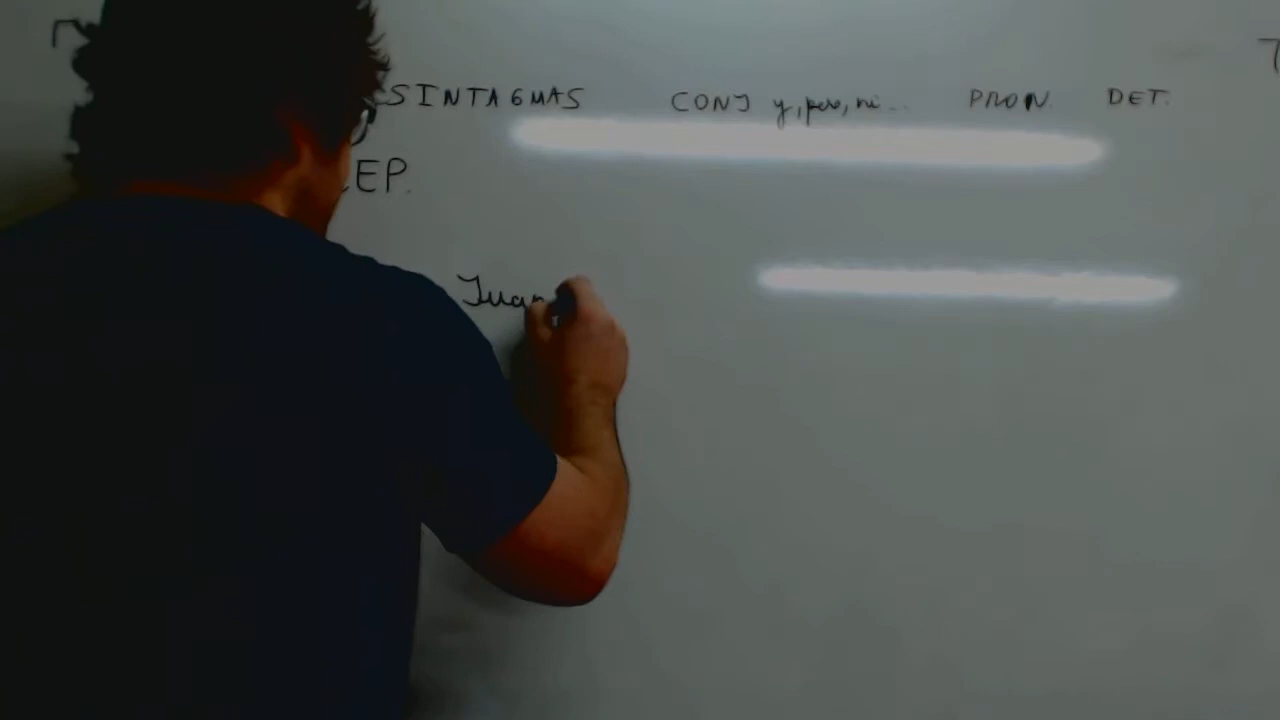 SINTAGMAS CONJ y, pero, ni... PRON. DET.
EP.
Juan